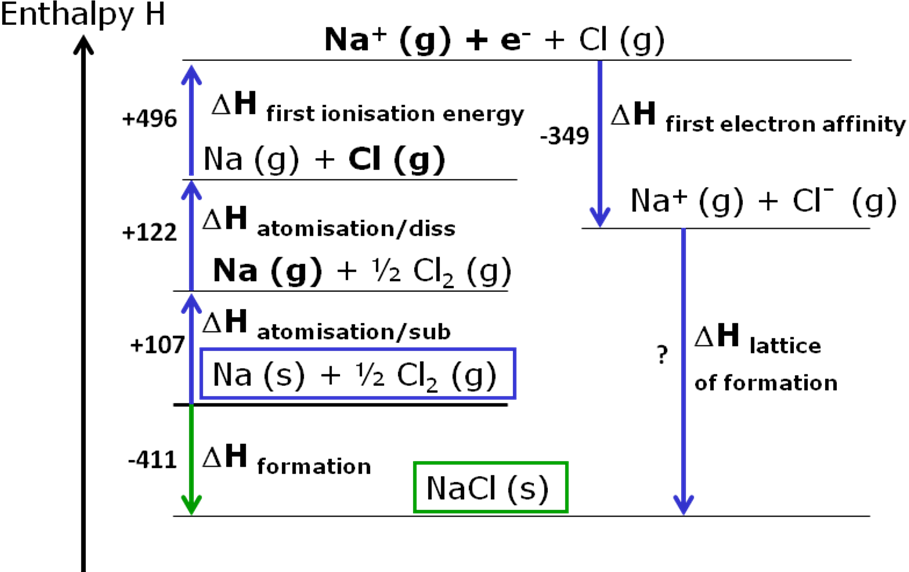 Enthalpy H
Na⁺ (g) + e⁻ + Cl (g)
+496
ΔH first ionisation energy
-349
ΔH first electron affinity
Na (g) + Cl (g)
Na⁺ (g) + Cl⁻ (g)
+122
ΔH atomisation/diss
Na (g) + ½ Cl₂ (g)
+107
ΔH atomisation/sub
?
ΔH lattice
of formation
Na (s) + ½ Cl₂ (g)
-411
ΔH formation
NaCl (s)